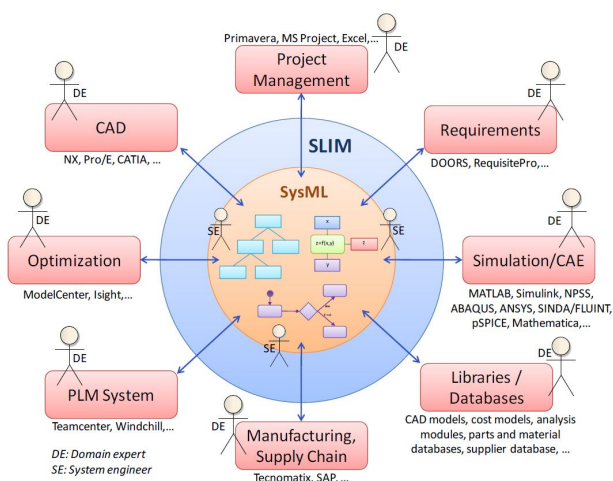 Primavera, MS Project, Excel,...
DE
Project
Management
DE
CAD
NX, Pro/E, CATIA, ...
DE
Requirements
DOORS, RequisitePro,...
SLIM
SysML
SE
SE
SE
x
z=f(x,y)
z
y
Optimization
ModelCenter, Isight,...
DE
DE
Simulation/CAE
MATLAB, Simulink, NPSS,
ABAQUS, ANSYS, SINDA/FLUINT,
pSPICE, Mathematica,...
DE
PLM System
Teamcenter, Windchill,...
DE
Manufacturing,
Supply Chain
Tecnomatix, SAP, ...
DE
Libraries /
Databases
CAD models, cost models, analysis
modules, parts and material
databases, supplier database, ...
DE
DE: Domain expert
SE: System engineer